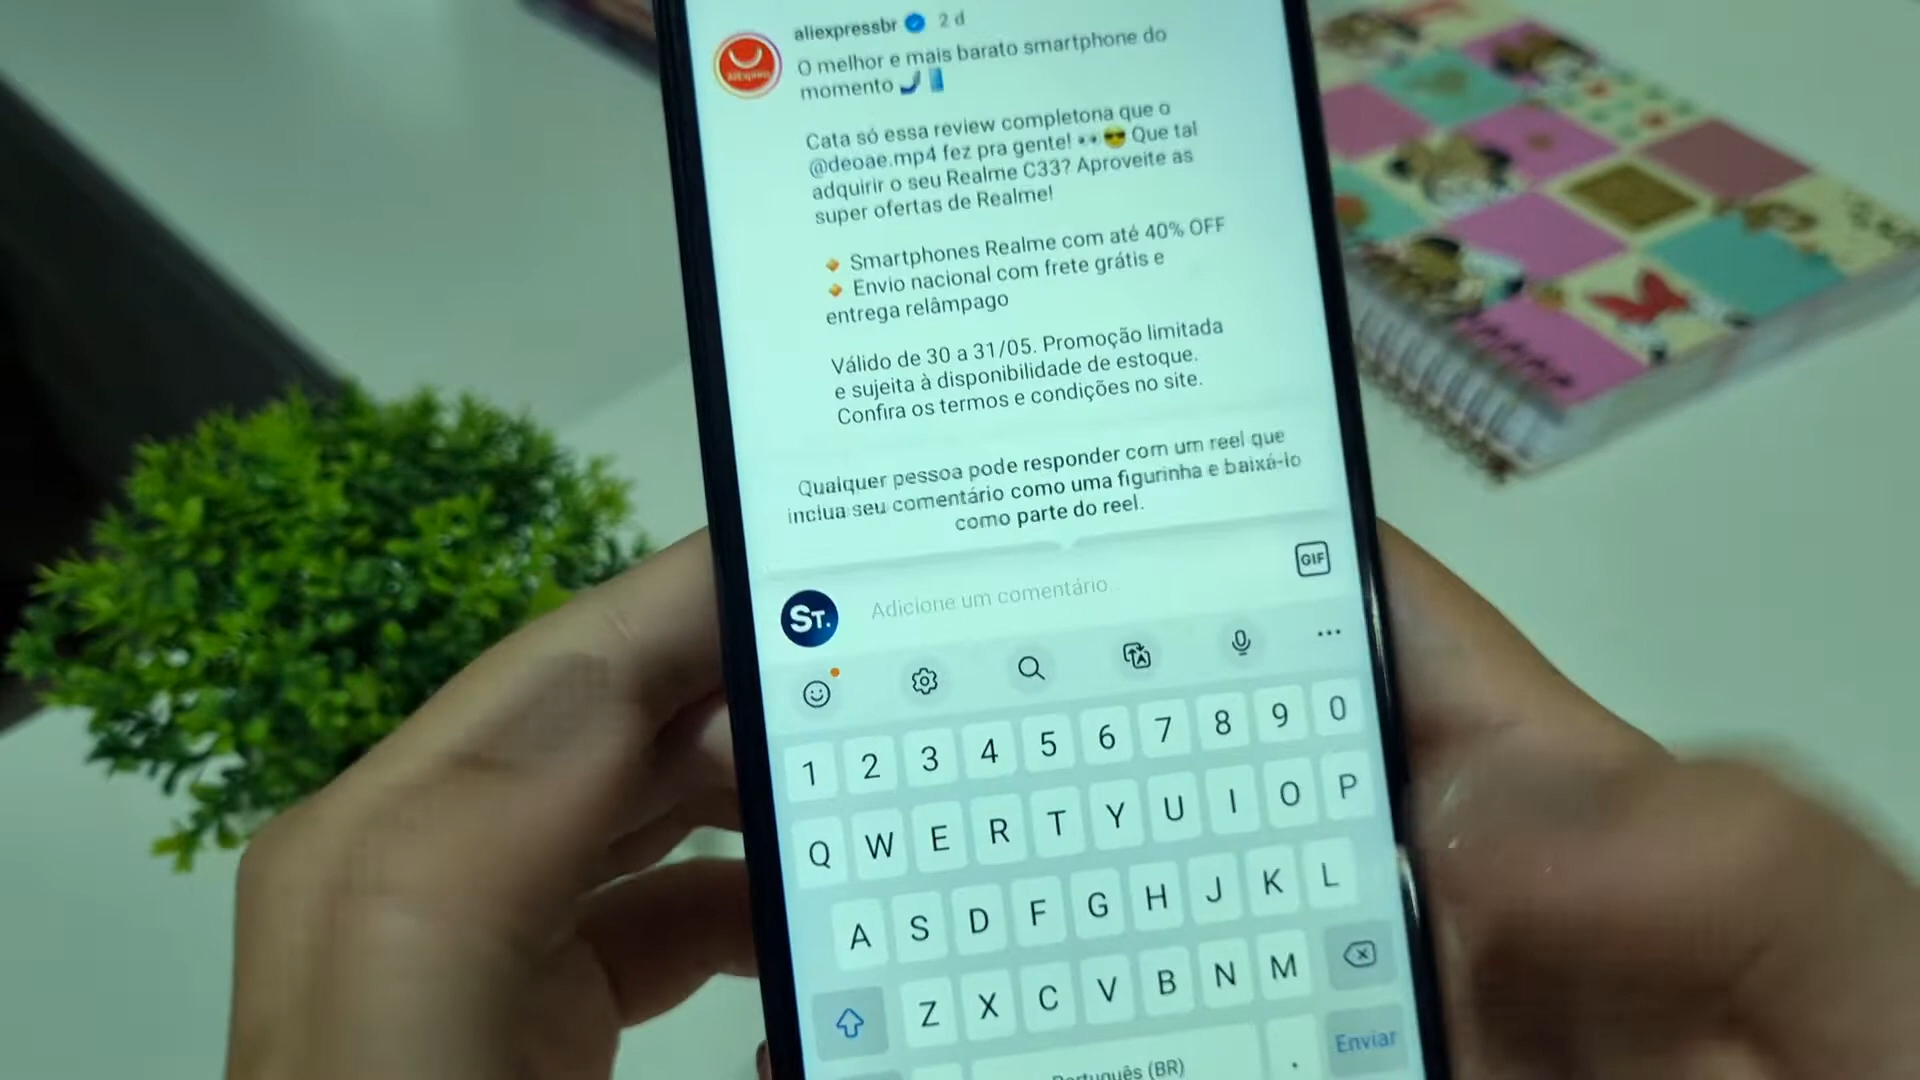 aliexpressbr 2 d
O melhor e mais barato smartphone do
momento 🤳📱
Cata só essa review completona que o
@deoae.mp4 fez pra gente! 👀😎 Que tal
adquirir o seu Realme C33? Aproveite as
super ofertas de Realme!
🔸 Smartphones Realme com até 40% OFF
🔸 Envio nacional com frete grátis e
entrega relâmpago
Válido de 30 a 31/05. Promoção limitada
e sujeita à disponibilidade de estoque.
Confira os termos e condições no site.
Qualquer pessoa pode responder com um reel que
inclua seu comentário como uma figurinha e baixá-lo
como parte do reel.
ST. Adicione um comentário... GIF
1 2 3 4 5 6 7 8 9 0
Q W E R T Y U I O P
A S D F G H J K L
Z X C V B N M
Português (BR) . Enviar